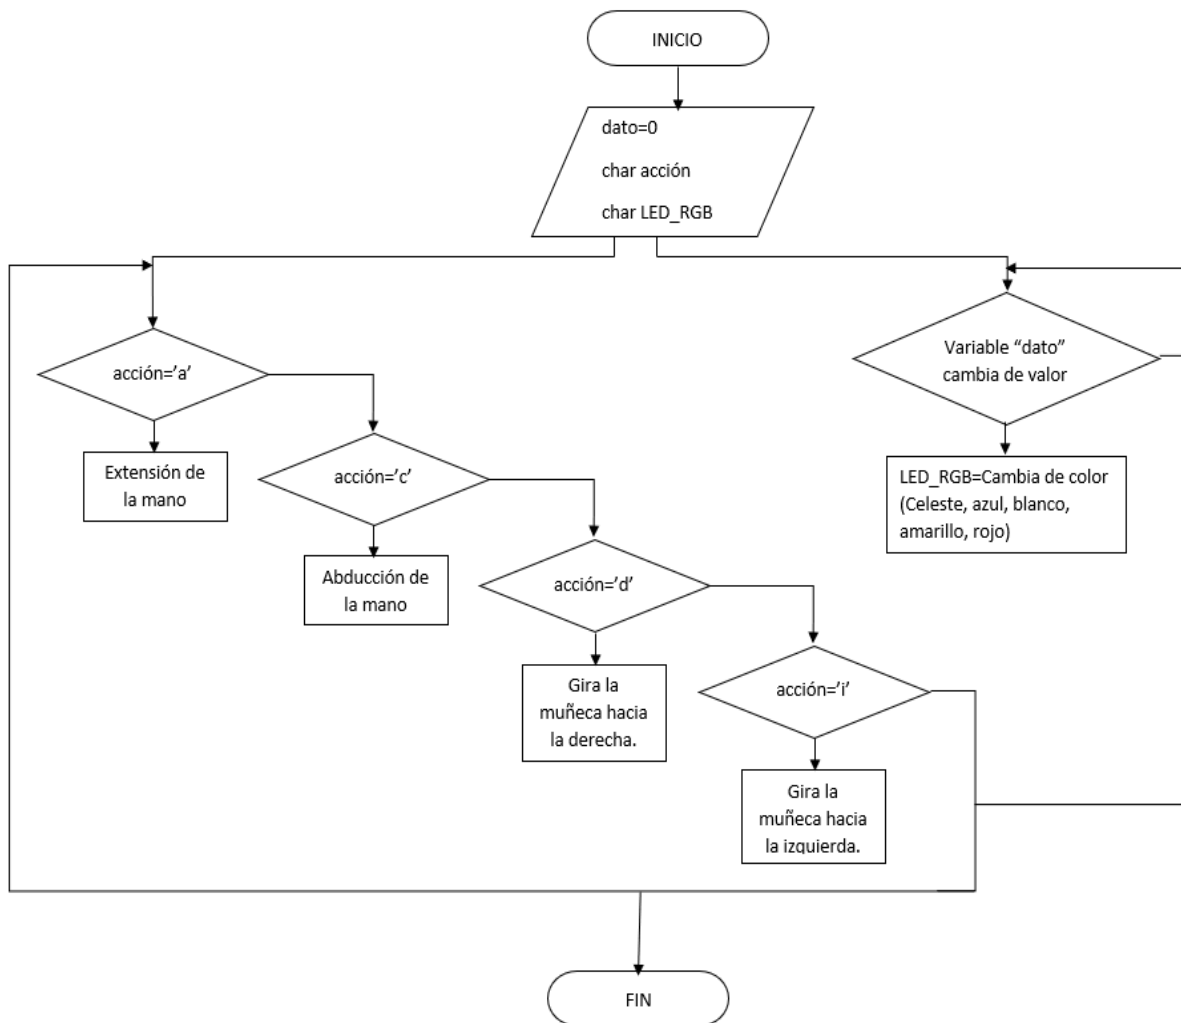 INICIO
dato=0
char acción
char LED_RGB
acción=’a’
Extensión de
la mano
acción=’c’
Abducción de
la mano
acción=’d’
Gira la
muñeca hacia
la derecha.
acción=’i’
Gira la
muñeca hacia
la izquierda.
Variable “dato”
cambia de valor
LED_RGB=Cambia de color
(Celeste, azul, blanco,
amarillo, rojo)
FIN